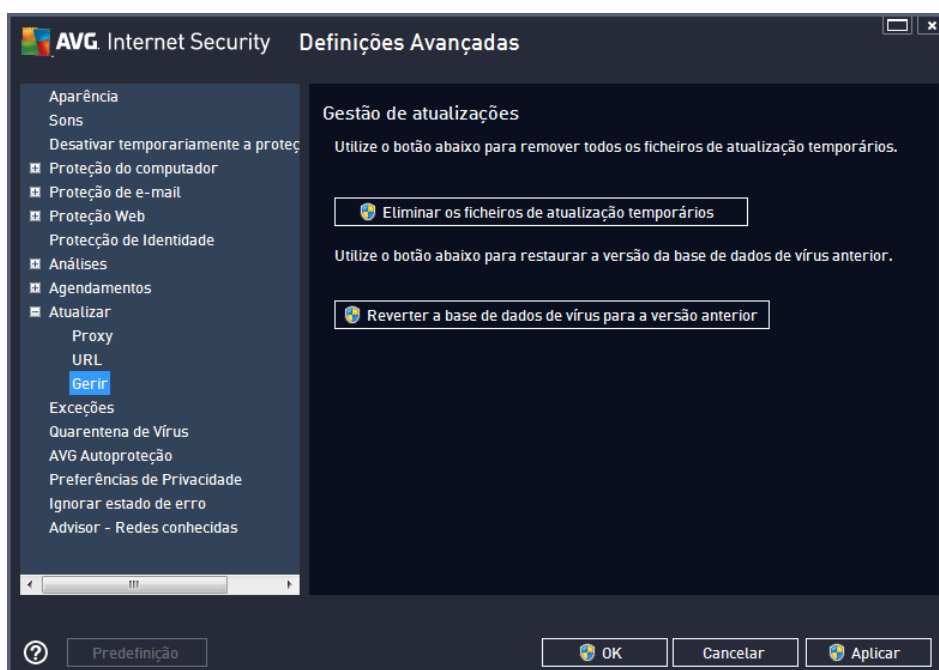 AVG. Internet Security Definições Avançadas
Aparência
Sons
Desativar temporariamente a proteç
Proteção do computador
Proteção de e-mail
Proteção Web
Protecção de Identidade
Análises
Agendamentos
Atualizar
Proxy
URL
Gerir
Exceções
Quarentena de Vírus
AVG Autoproteção
Preferências de Privacidade
Ignorar estado de erro
Advisor - Redes conhecidas
Gestão de atualizações
Utilize o botão abaixo para remover todos os ficheiros de atualização temporários.
Eliminar os ficheiros de atualização temporários
Utilize o botão abaixo para restaurar a versão da base de dados de vírus anterior.
Reverter a base de dados de vírus para a versão anterior
Predefinição
OK
Cancelar
Aplicar